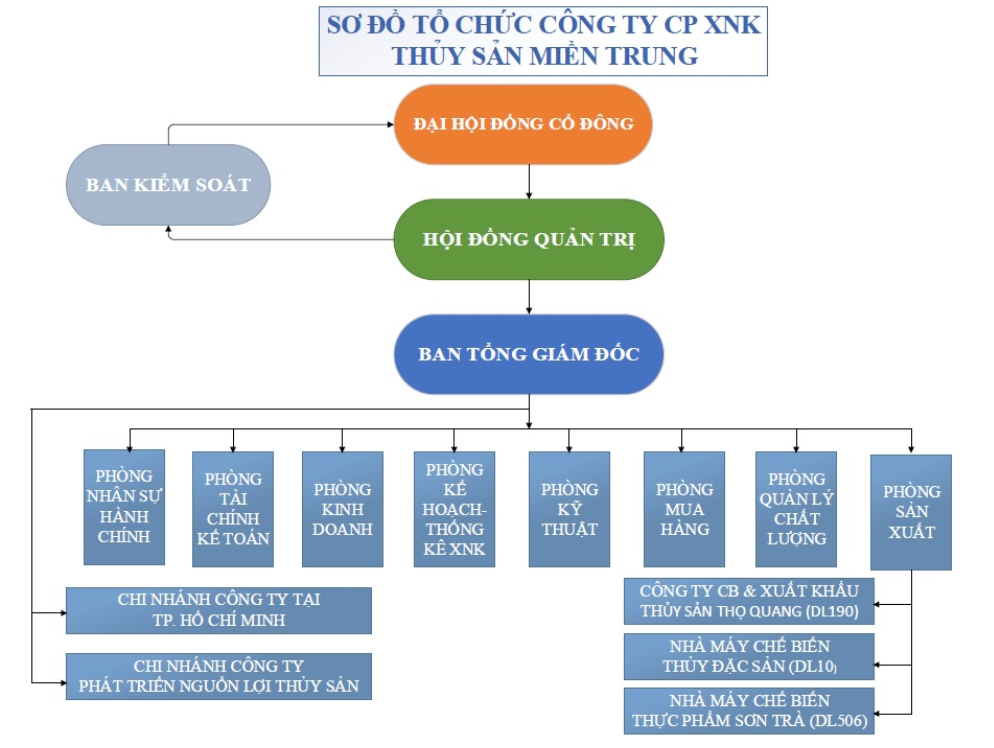 SƠ ĐỒ TỔ CHỨC CÔNG TY CP XNK
THỦY SẢN MIỀN TRUNG
ĐẠI HỘI ĐỒNG CỔ ĐÔNG
BAN KIỂM SOÁT
HỘI ĐỒNG QUẢN TRỊ
BAN TỔNG GIÁM ĐỐC
PHÒNG
NHÂN SỰ
HÀNH
CHÍNH
PHÒNG
TÀI
CHÍNH
KẾ TOÁN
PHÒNG
KINH
DOANH
PHÒNG
KẾ
HOẠCH-
THỐNG
KÊ XNK
PHÒNG
KỸ
THUẬT
PHÒNG
MUA
HÀNG
PHÒNG
QUẢN LÝ
CHẤT
LƯỢNG
PHÒNG
SẢN
XUẤT
CHI NHÁNH CÔNG TY TẠI
TP. HỒ CHÍ MINH
CHI NHÁNH CÔNG TY
PHÁT TRIỂN NGUỒN LỢI THỦY SẢN
CÔNG TY CB & XUẤT KHẨU
THỦY SẢN THỌ QUANG (DL190)
NHÀ MÁY CHẾ BIẾN
THỦY ĐẶC SẢN (DL10)
NHÀ MÁY CHẾ BIẾN
THỰC PHẨM SƠN TRÀ (DL506)